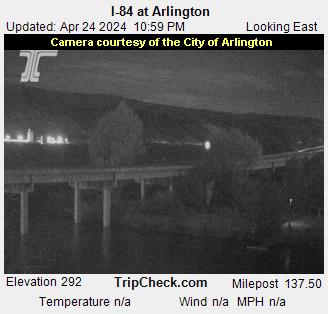 I-84 at Arlington
Updated: Apr 24 2024 10:59 PM Looking East
Camera courtesy of the City of Arlington
Elevation 292 TripCheck.com Milepost 137.50
Temperature n/a Wind n/a MPH n/a